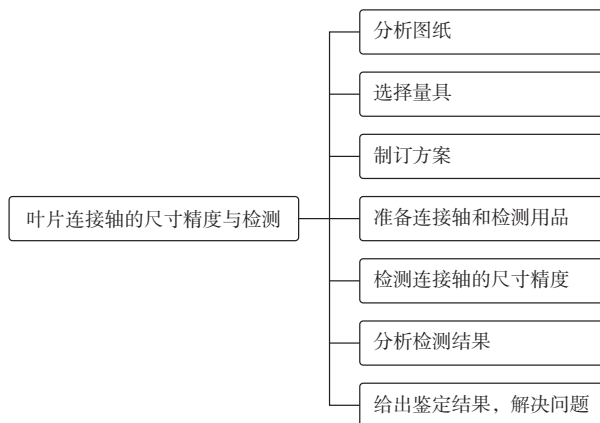 分析图纸
选择量具
制订方案
叶片连接轴的尺寸精度与检测
准备连接轴和检测用品
检测连接轴的尺寸精度
分析检测结果
给出鉴定结果，解决问题